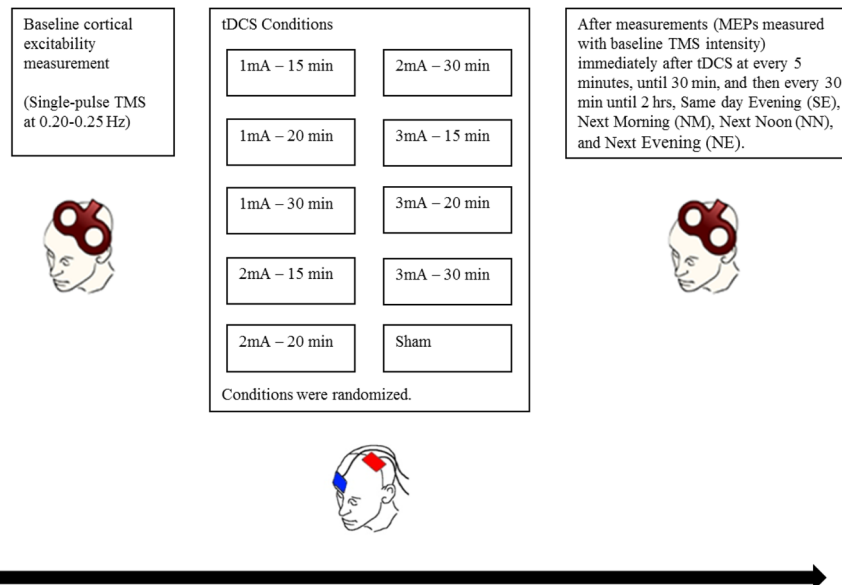 Baseline cortical
excitability
measurement
(Single-pulse TMS
at 0.20-0.25 Hz)
tDCS Conditions
1mA – 15 min
2mA – 30 min
1mA – 20 min
3mA – 15 min
1mA – 30 min
3mA – 20 min
2mA – 15 min
3mA – 30 min
2mA – 20 min
Sham
Conditions were randomized.
After measurements (MEPs measured
with baseline TMS intensity)
immediately after tDCS at every 5
minutes, until 30 min, and then every 30
min until 2 hrs, Same day Evening (SE),
Next Morning (NM), Next Noon (NN),
and Next Evening (NE).